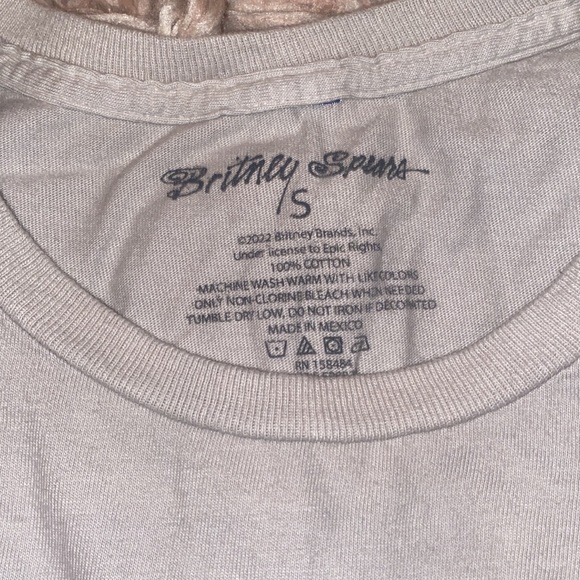 Britney Spears
S
©2022 Britney Brands, Inc.
Under license to Epic Rights
100% COTTON
MACHINE WASH WARM WITH LIKE COLORS
ONLY NON-CLORINE BLEACH WHEN NEEDED
TUMBLE DRY LOW, DO NOT IRON IF DECORATED
MADE IN MEXICO
RN 158484